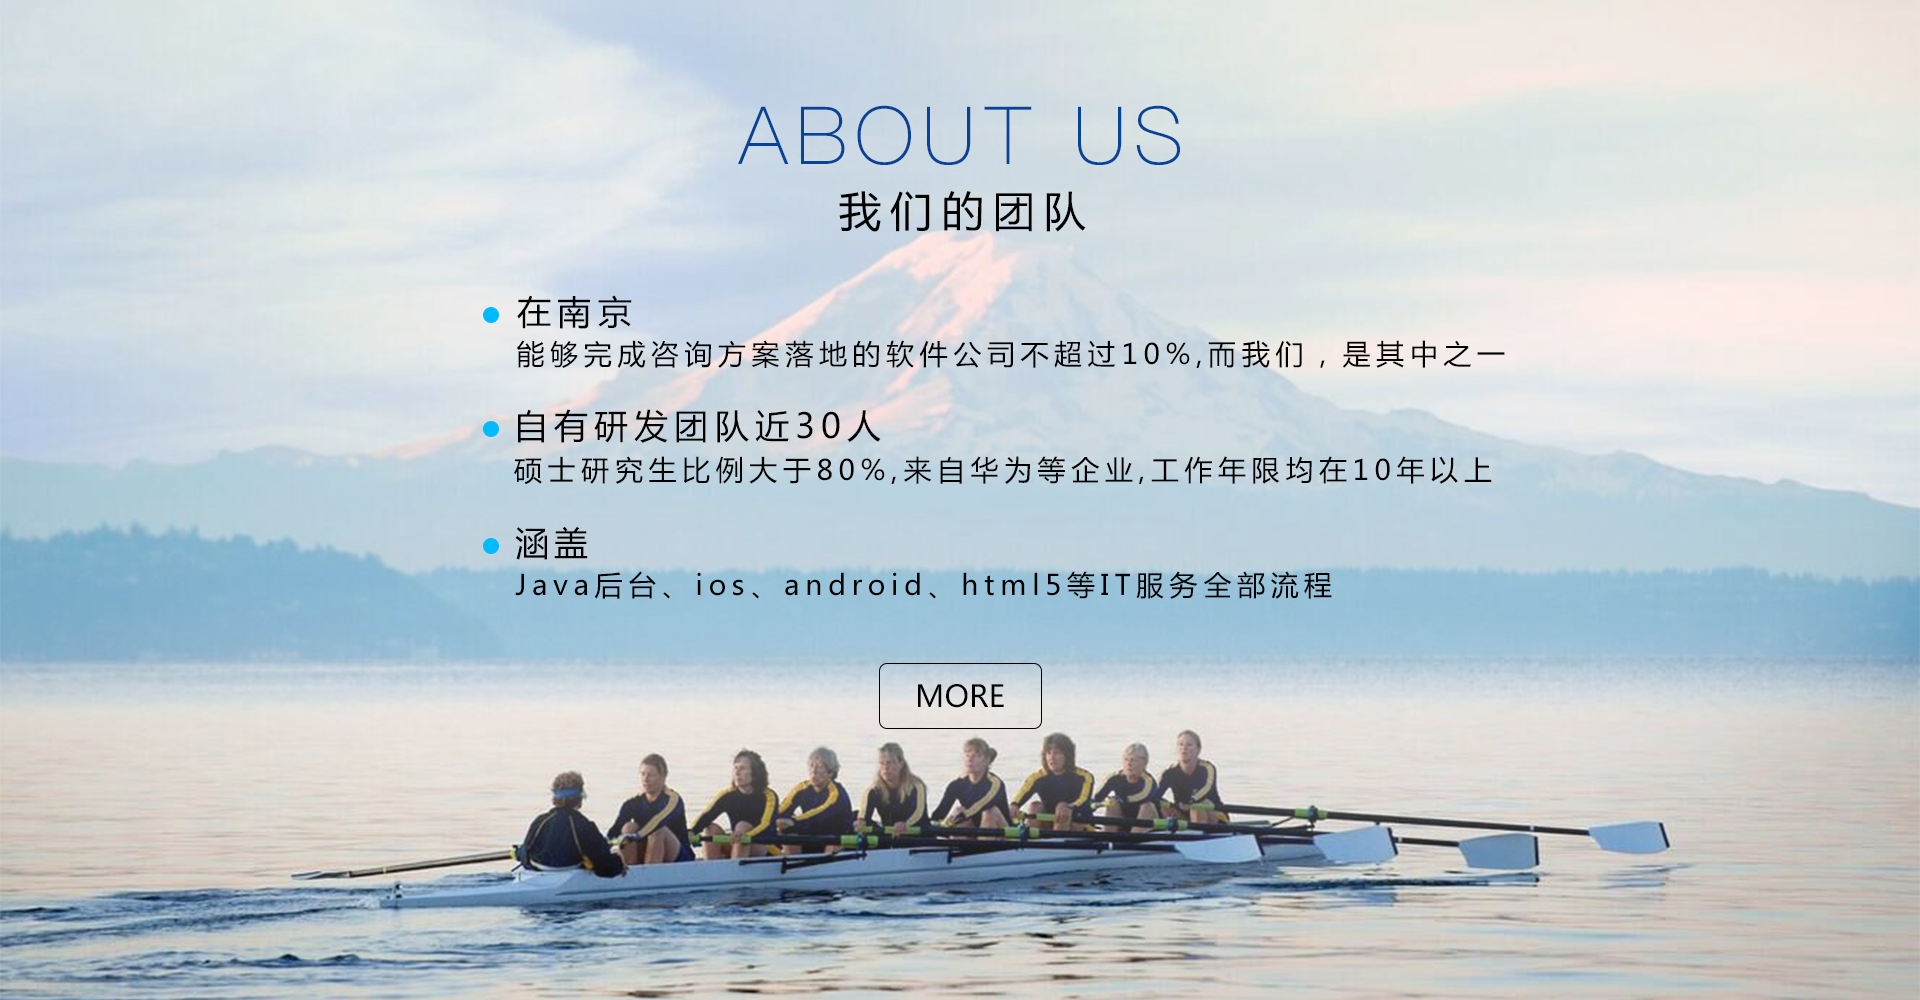 ABOUT US
我们的团队
在南京
能够完成咨询方案落地的软件公司不超过10%,而我们，是其中之一
自有研发团队近30人
硕士研究生比例大于80%,来自华为等企业,工作年限均在10年以上
涵盖
Java后台、ios、android、html5等IT服务全部流程
MORE